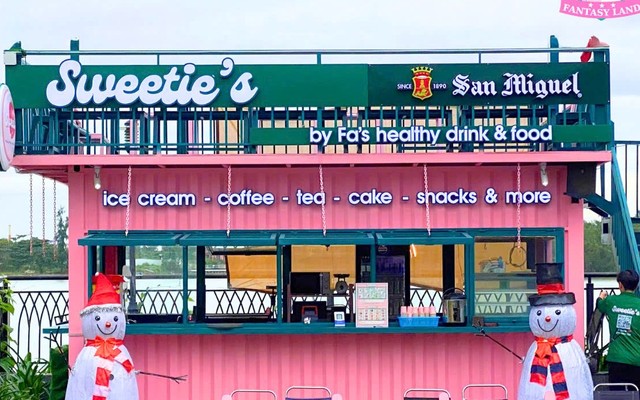 FANTASY LAND
Sweetie's
SINCE 1890 San Miguel
by Fa's healthy drink & food
ice cream - coffee - tea - cake - snacks & more
Sweetie's